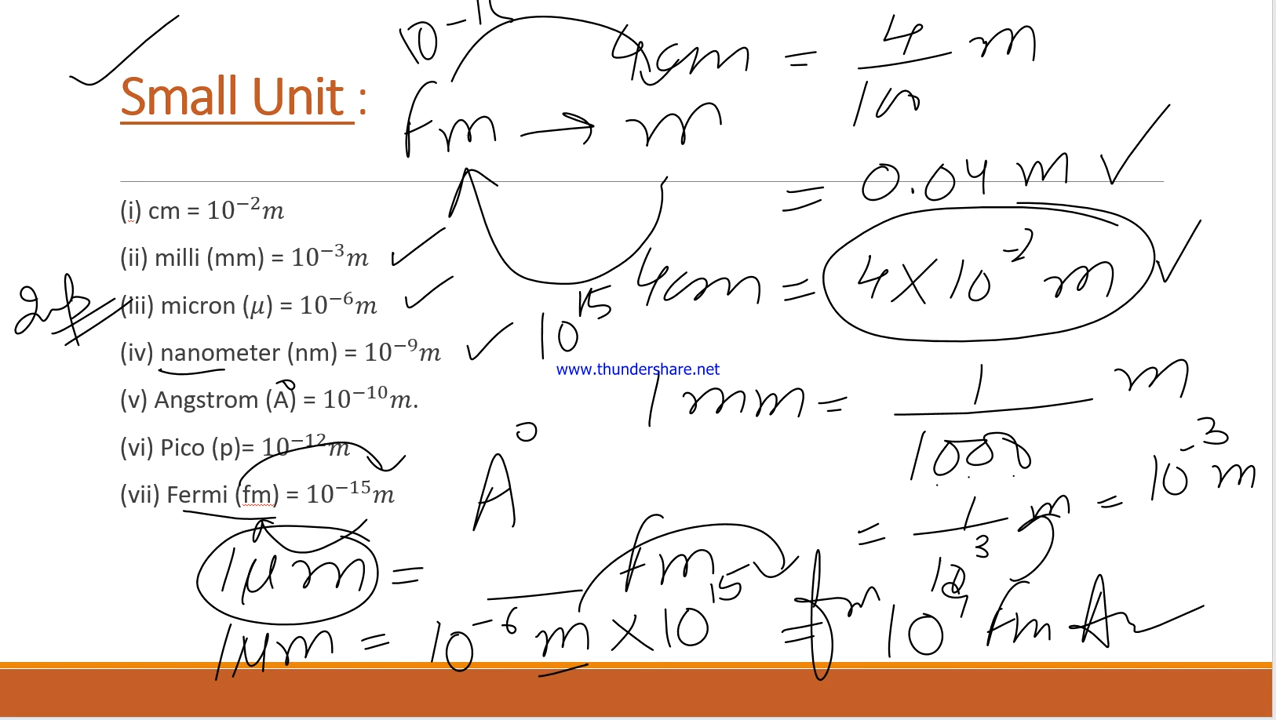 Small Unit :
(i) cm = 10⁻²m
(ii) milli (mm) = 10⁻³m
(iii) micron (μ) = 10⁻⁶m
(iv) nanometer (nm) = 10⁻⁹m
(v) Angstrom (A) = 10⁻¹⁰m.
(vi) Pico (p)= 10⁻¹²m
(vii) Fermi (fm) = 10⁻¹⁵m
fm → m
10¹⁵
A°
4cm = 4/100 m
= 0.04 m
4cm = 4×10⁻² m
www.thundershare.net
1 mm = 1/1000 m
= 1/10³ m = 10⁻³ m
1μm =
fm
1μm = 10⁻⁶ m × 10¹⁵ fm